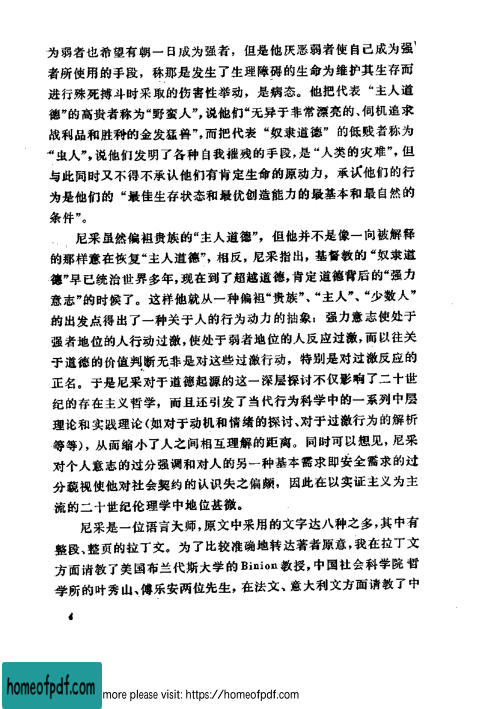 为弱者也希望有朝一日成为强者，但是他厌恶弱者使自己成为强
者所使用的手段，称那是发生了生理障碍的生命为维护其生存而
进行殊死搏斗时采取的伤害性举动，是病态。他把代表“主人道
德”的高贵者称为“野蛮人”，说他们“无异于非常漂亮的、伺机追求
战利品和胜利的金发猛兽”，而把代表“奴隶道德”的低贱者称为
“虫人”，说他们发明了各种自我摧残的手段，是“人类的灾难”，但
与此同时又不得不承认他们有肯定生命的原动力，承认他们的行
为是他们的“最佳生存状态和最优创造能力的最基本和最自然的
条件”。
尼采虽然偏袒贵族的“主人道德”，但他并不是像一向被解释
的那样意在恢复“主人道德”，相反，尼采指出，基督教的“奴隶道
德”早已统治世界多年，现在到了超越道德，肯定道德背后的“强力
意志”的时候了。这样他就从一种偏袒“贵族”、“主人”、“少数人”
的出发点得出了一种关于人的行为动力的抽象：强力意志使处于
强者地位的人行动过激，使处于弱者地位的人反应过激，而以往关
于道德的价值判断无非是对这些过激行动，特别是对过激反应的
正名。于是尼采对于道德起源的这一深层探讨不仅影响了二十世
纪的存在主义哲学，而且还引发了当代行为科学中的一系列中层
理论和实践理论（如对于动机和情绪的探讨、对于过激行为的解析
等等），从而缩小了人之间相互理解的距离。同时可以想见，尼采
对个人意志的过分强调和对人的另一种基本需求即安全需求的过
分藐视使他对社会契约的认识失之偏颇，因此在以实证主义为主
流的二十世纪伦理学中地位甚微。
尼采是一位语言大师，原文中采用的文字达八种之多，其中有
整段、整页的拉丁文。为了比较准确地转达著者原意，我在拉丁文
方面请教了美国布兰代斯大学的Binion教授，中国社会科学院哲
学所的叶秀山、傅乐安两位先生，在法文、意大利文方面请教了中
6
homeofpdf.com
more please visit: https://homeofpdf.com